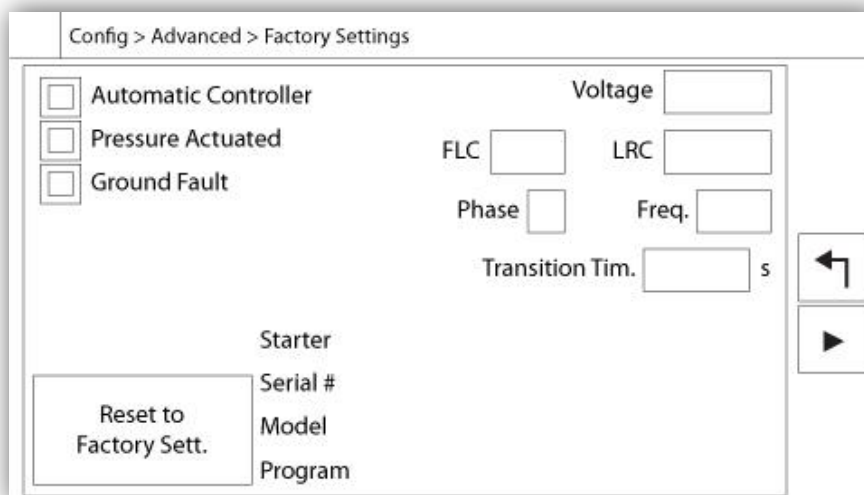 Config > Advanced > Factory Settings
Automatic Controller
Voltage
Pressure Actuated
FLC
LRC
Ground Fault
Phase
Freq.
Transition Tim.
s
Starter
Serial #
Reset to
Factory Sett.
Model
Program